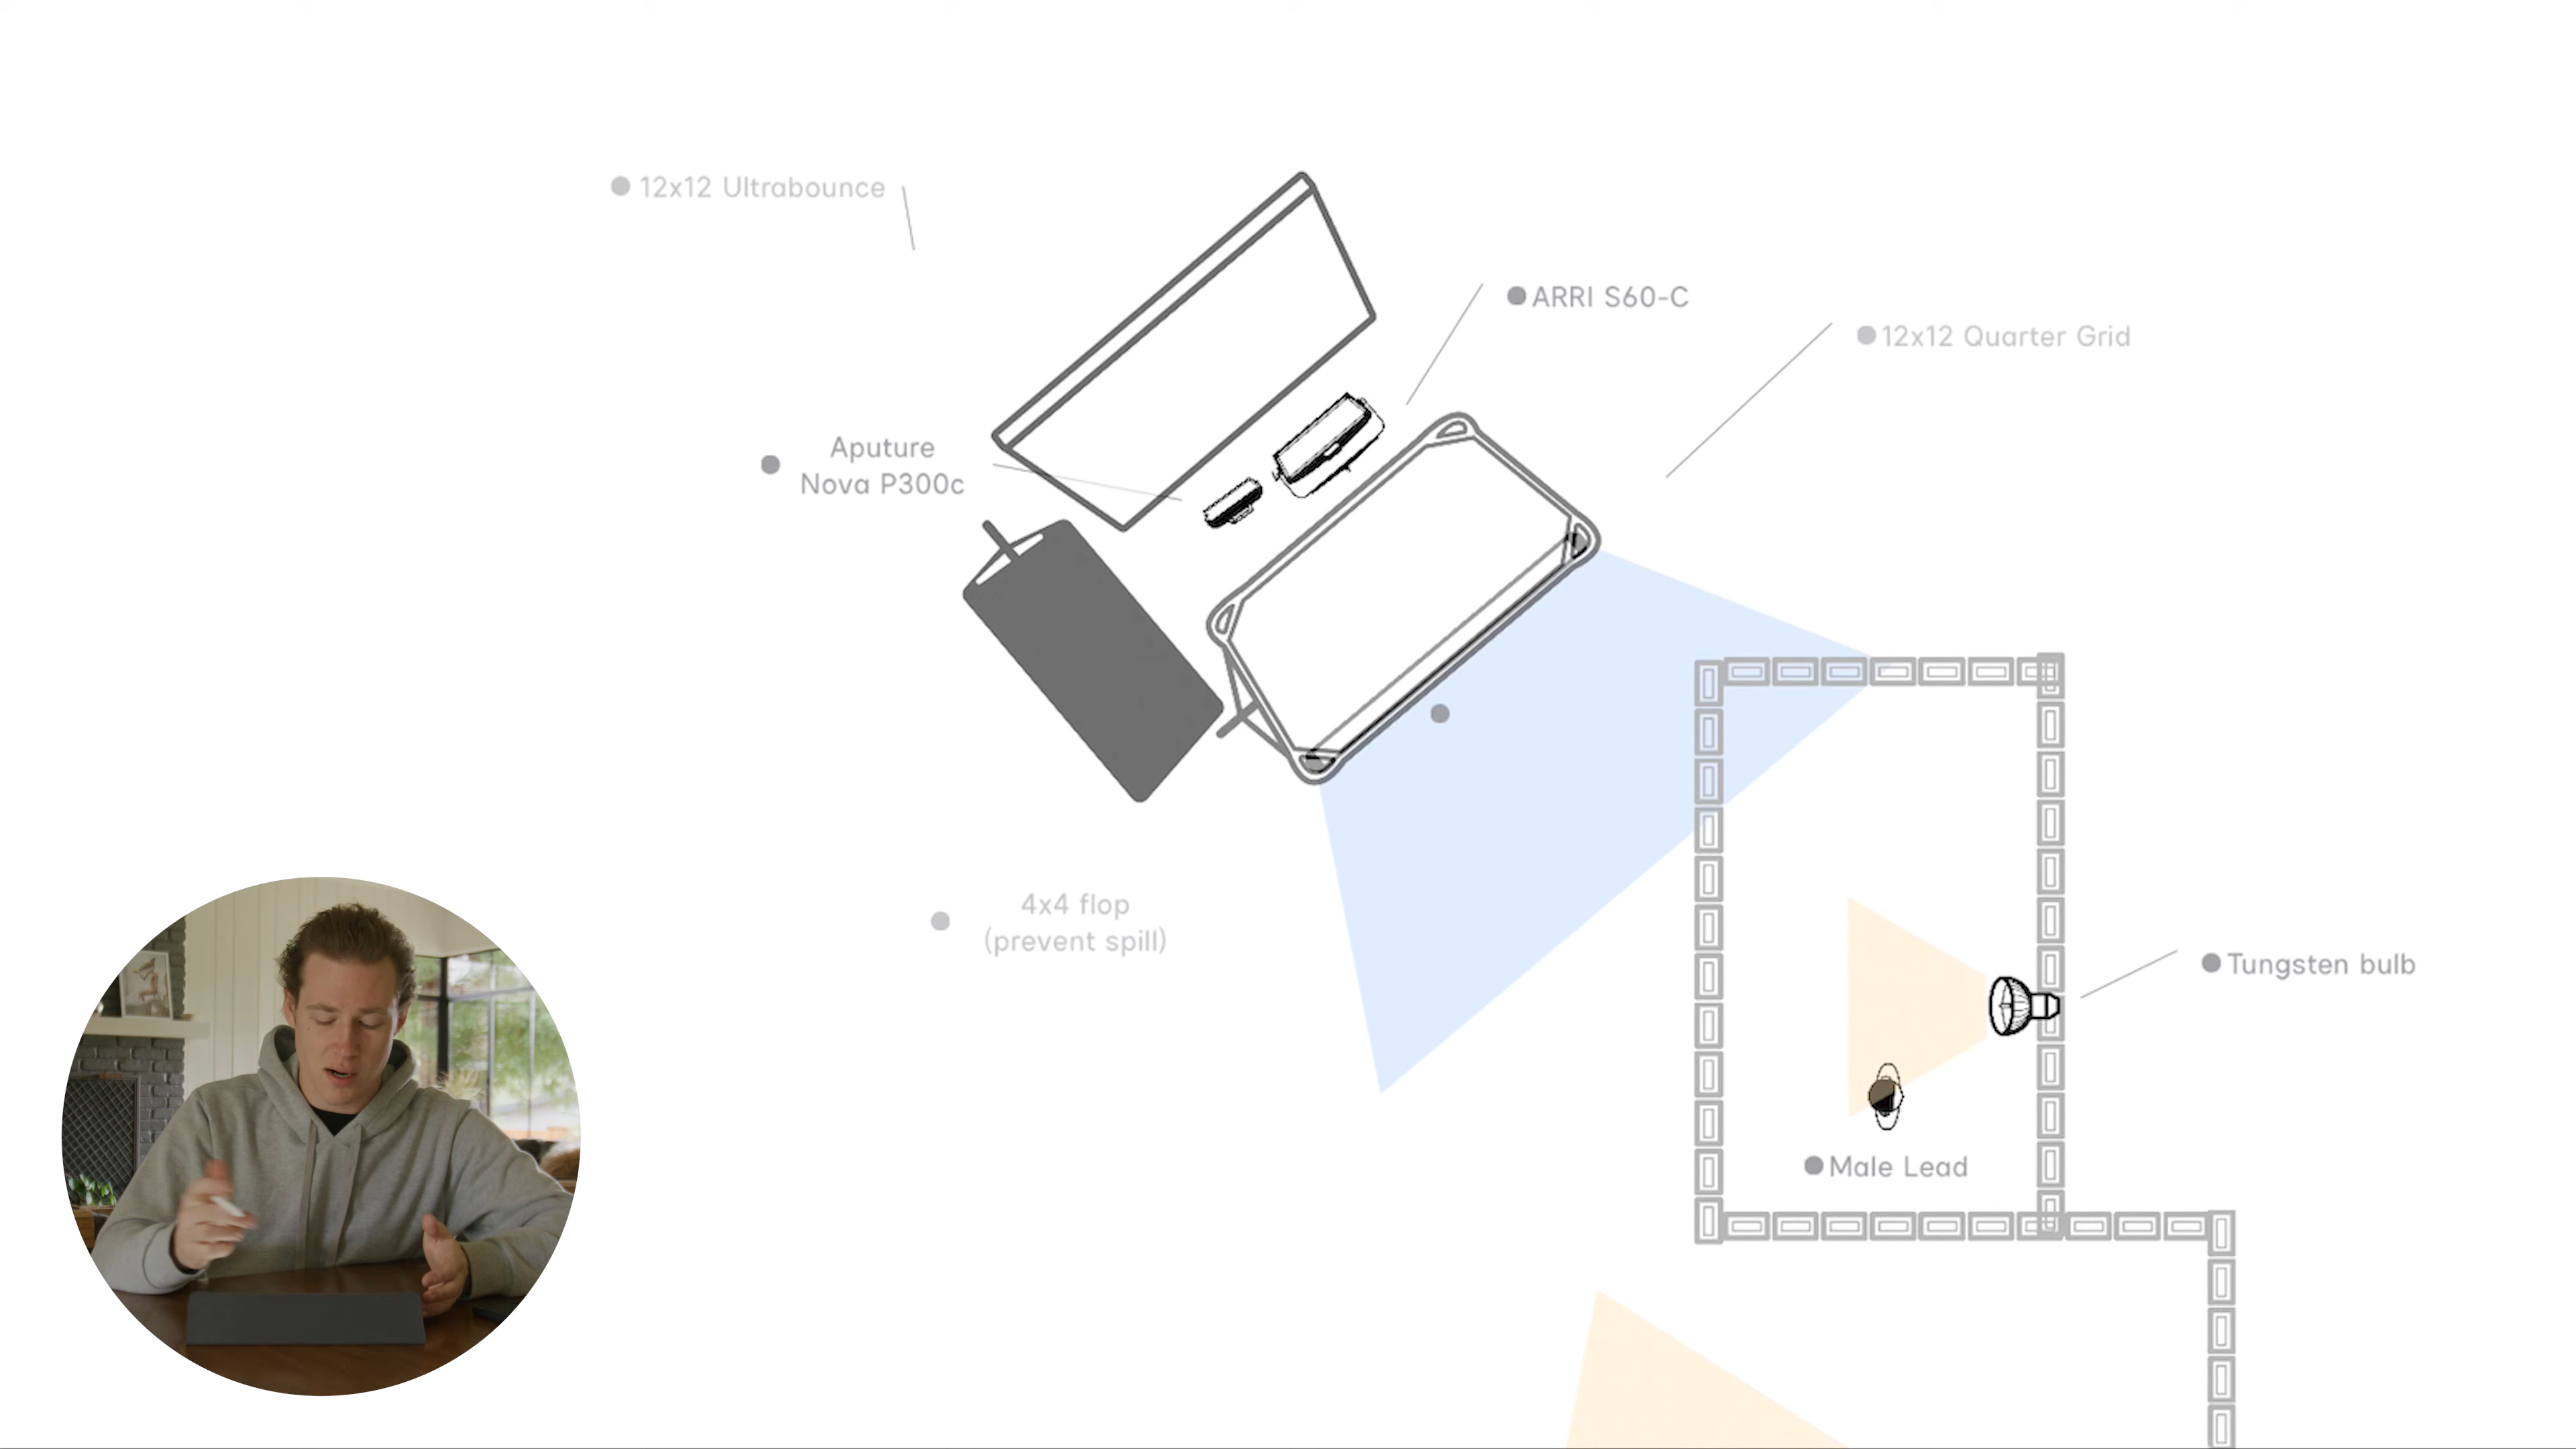 12x12 Ultrabounce
ARRI S60-C
12x12 Quarter Grid
Aputure
Nova P300c
4x4 flop
(prevent spill)
Tungsten bulb
Male Lead